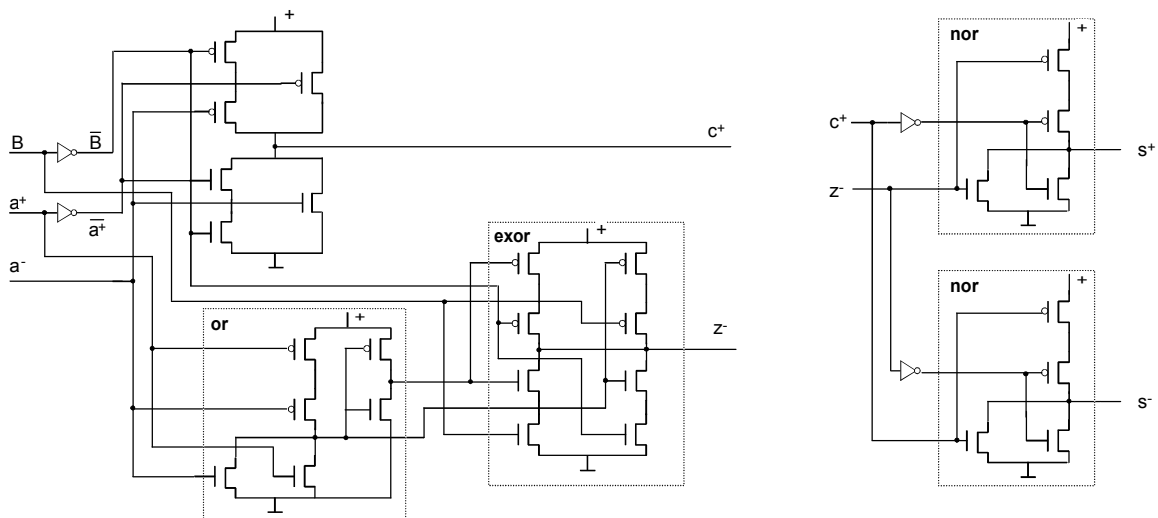 +
nor
+
B
B̅
c⁺
c⁺
s⁺
a⁺
a̅⁺
z⁻
exor
+
a⁻
nor
+
or
+
z⁻
s⁻